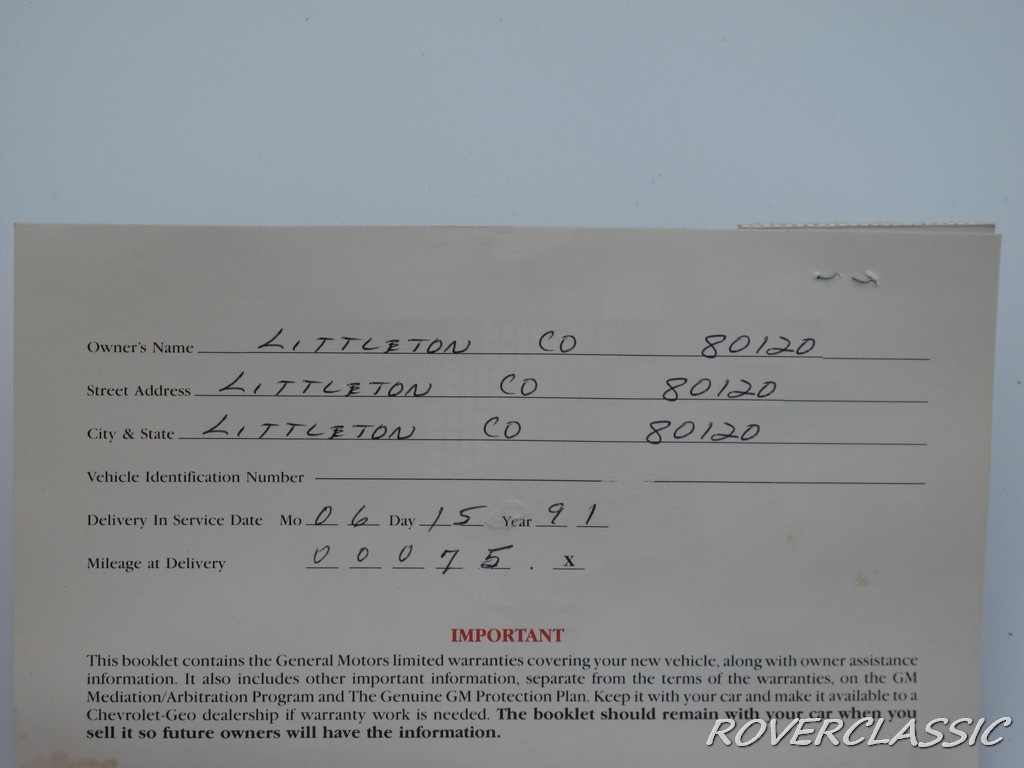 Owner's Name LITTLETON CO 80120
Street Address LITTLETON CO 80120
City & State LITTLETON CO 80120
Vehicle Identification Number
Delivery In Service Date Mo 06 Day 15 Year 91
Mileage at Delivery 0 0 0 7 5 . x
IMPORTANT
This booklet contains the General Motors limited warranties covering your new vehicle, along with owner assistance
information. It also includes other important information, separate from the terms of the warranties, on the GM
Mediation/Arbitration Program and The Genuine GM Protection Plan. Keep it with your car and make it available to a
Chevrolet-Geo dealership if warranty work is needed. The booklet should remain with your car when you
sell it so future owners will have the information.
ROVERCLASSIC